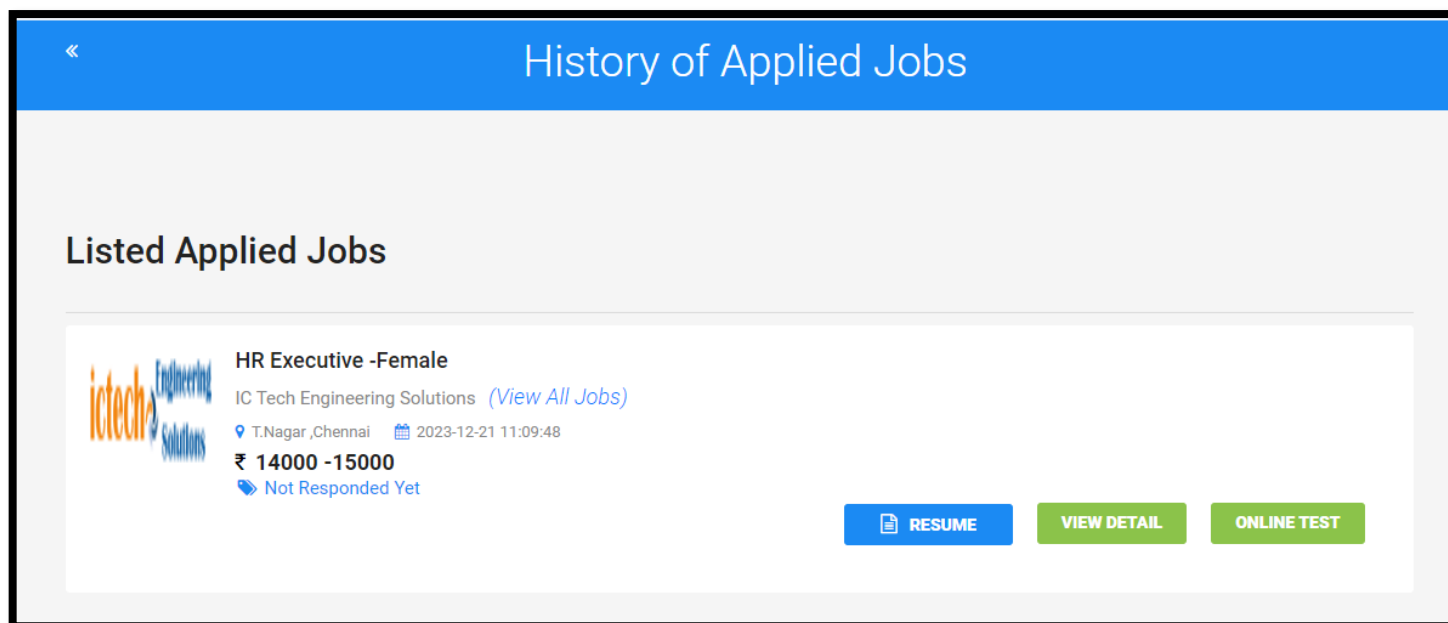 «
History of Applied Jobs
Listed Applied Jobs
ictech Engineering
Solutions
HR Executive -Female
IC Tech Engineering Solutions (View All Jobs)
T.Nagar ,Chennai 2023-12-21 11:09:48
₹ 14000 -15000
Not Responded Yet
RESUME VIEW DETAIL ONLINE TEST